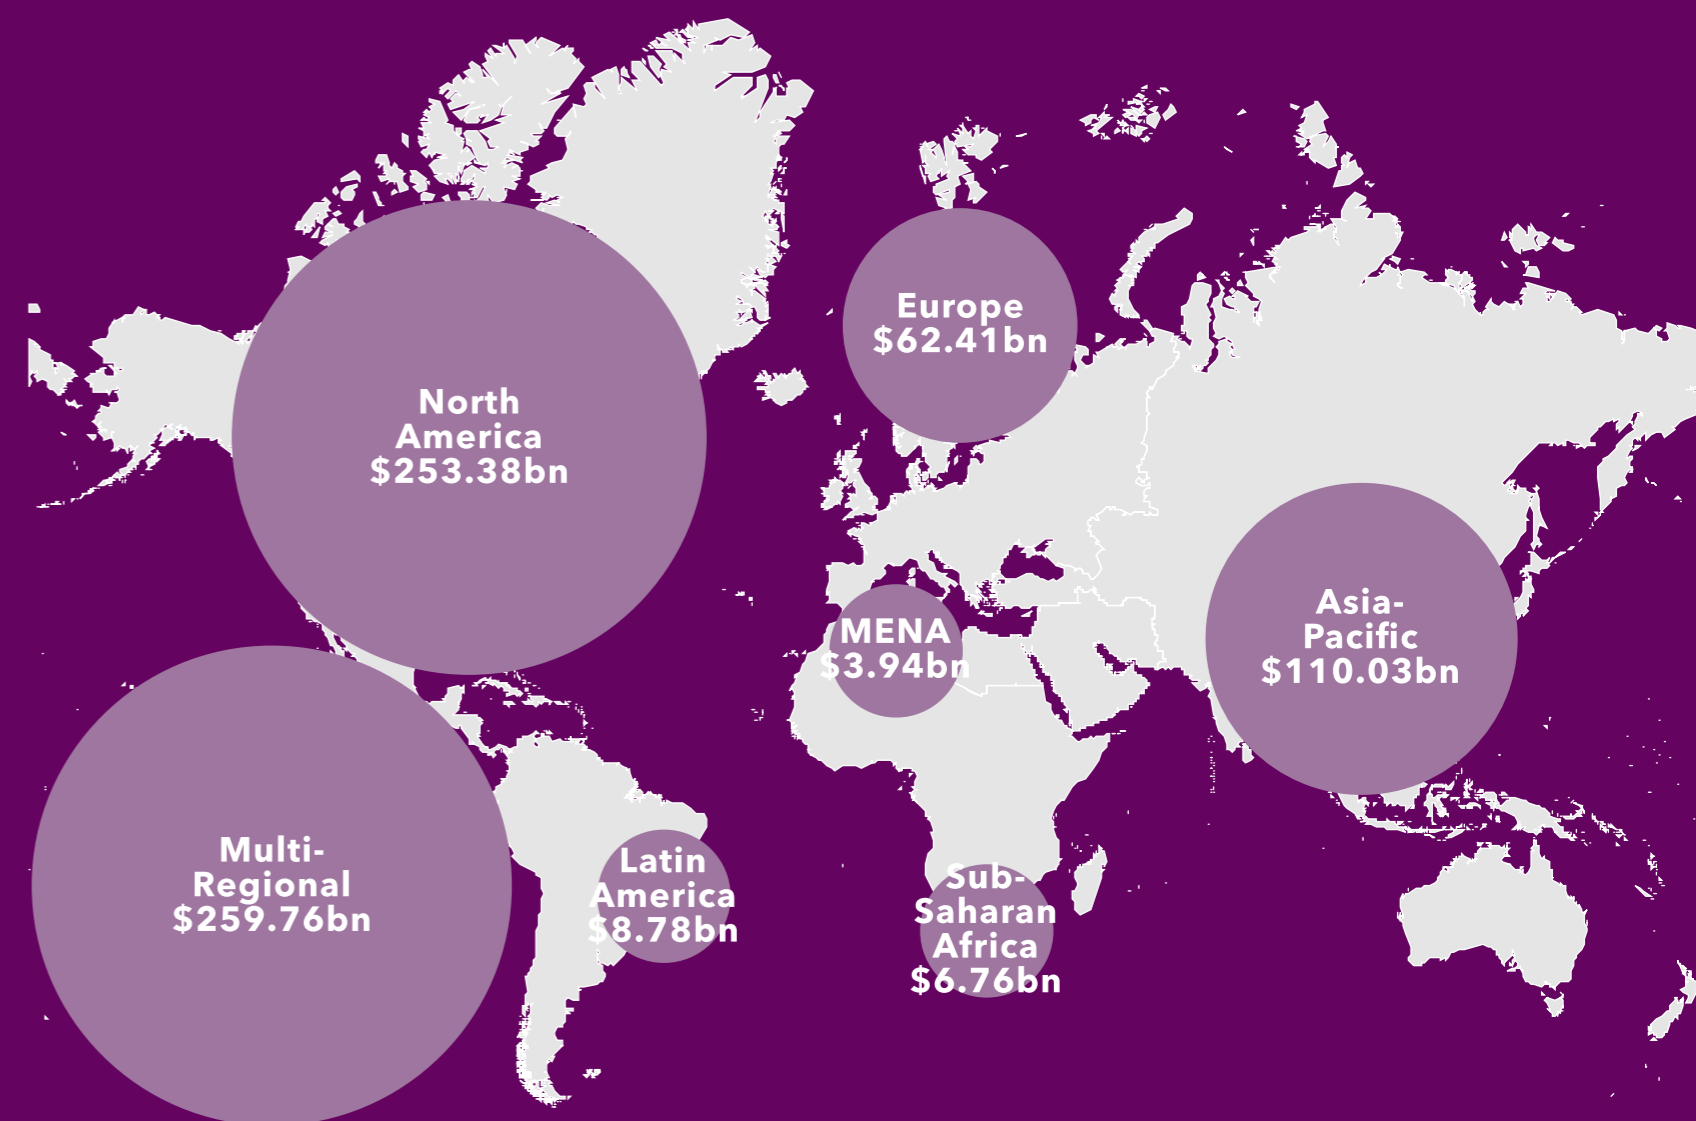 Europe
$62.41bn
North
America
$253.38bn
Asia-
Pacific
$110.03bn
MENA
$3.94bn
Multi-
Regional
$259.76bn
Latin
America
$8.78bn
Sub-
Saharan
Africa
$6.76bn